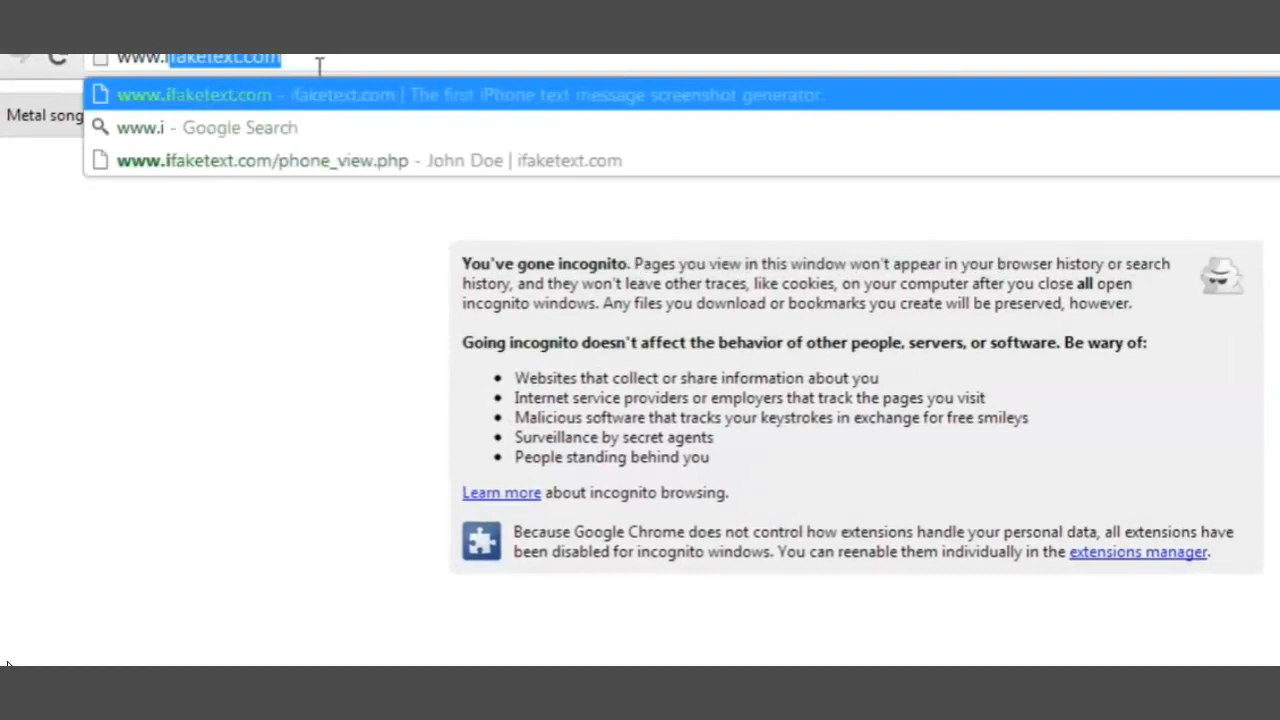 www.ifaketext.com
www.ifaketext.com - ifaketext.com | The first iPhone text message screenshot generator.
www.i - Google Search
Metal song
www.ifaketext.com/phone_view.php - John Doe | ifaketext.com
You've gone incognito. Pages you view in this window won't appear in your browser history or search
history, and they won't leave other traces, like cookies, on your computer after you close all open
incognito windows. Any files you download or bookmarks you create will be preserved, however.
Going incognito doesn't affect the behavior of other people, servers, or software. Be wary of:
• Websites that collect or share information about you
• Internet service providers or employers that track the pages you visit
• Malicious software that tracks your keystrokes in exchange for free smileys
• Surveillance by secret agents
• People standing behind you
Learn more about incognito browsing.
Because Google Chrome does not control how extensions handle your personal data, all extensions have
been disabled for incognito windows. You can reenable them individually in the extensions manager.